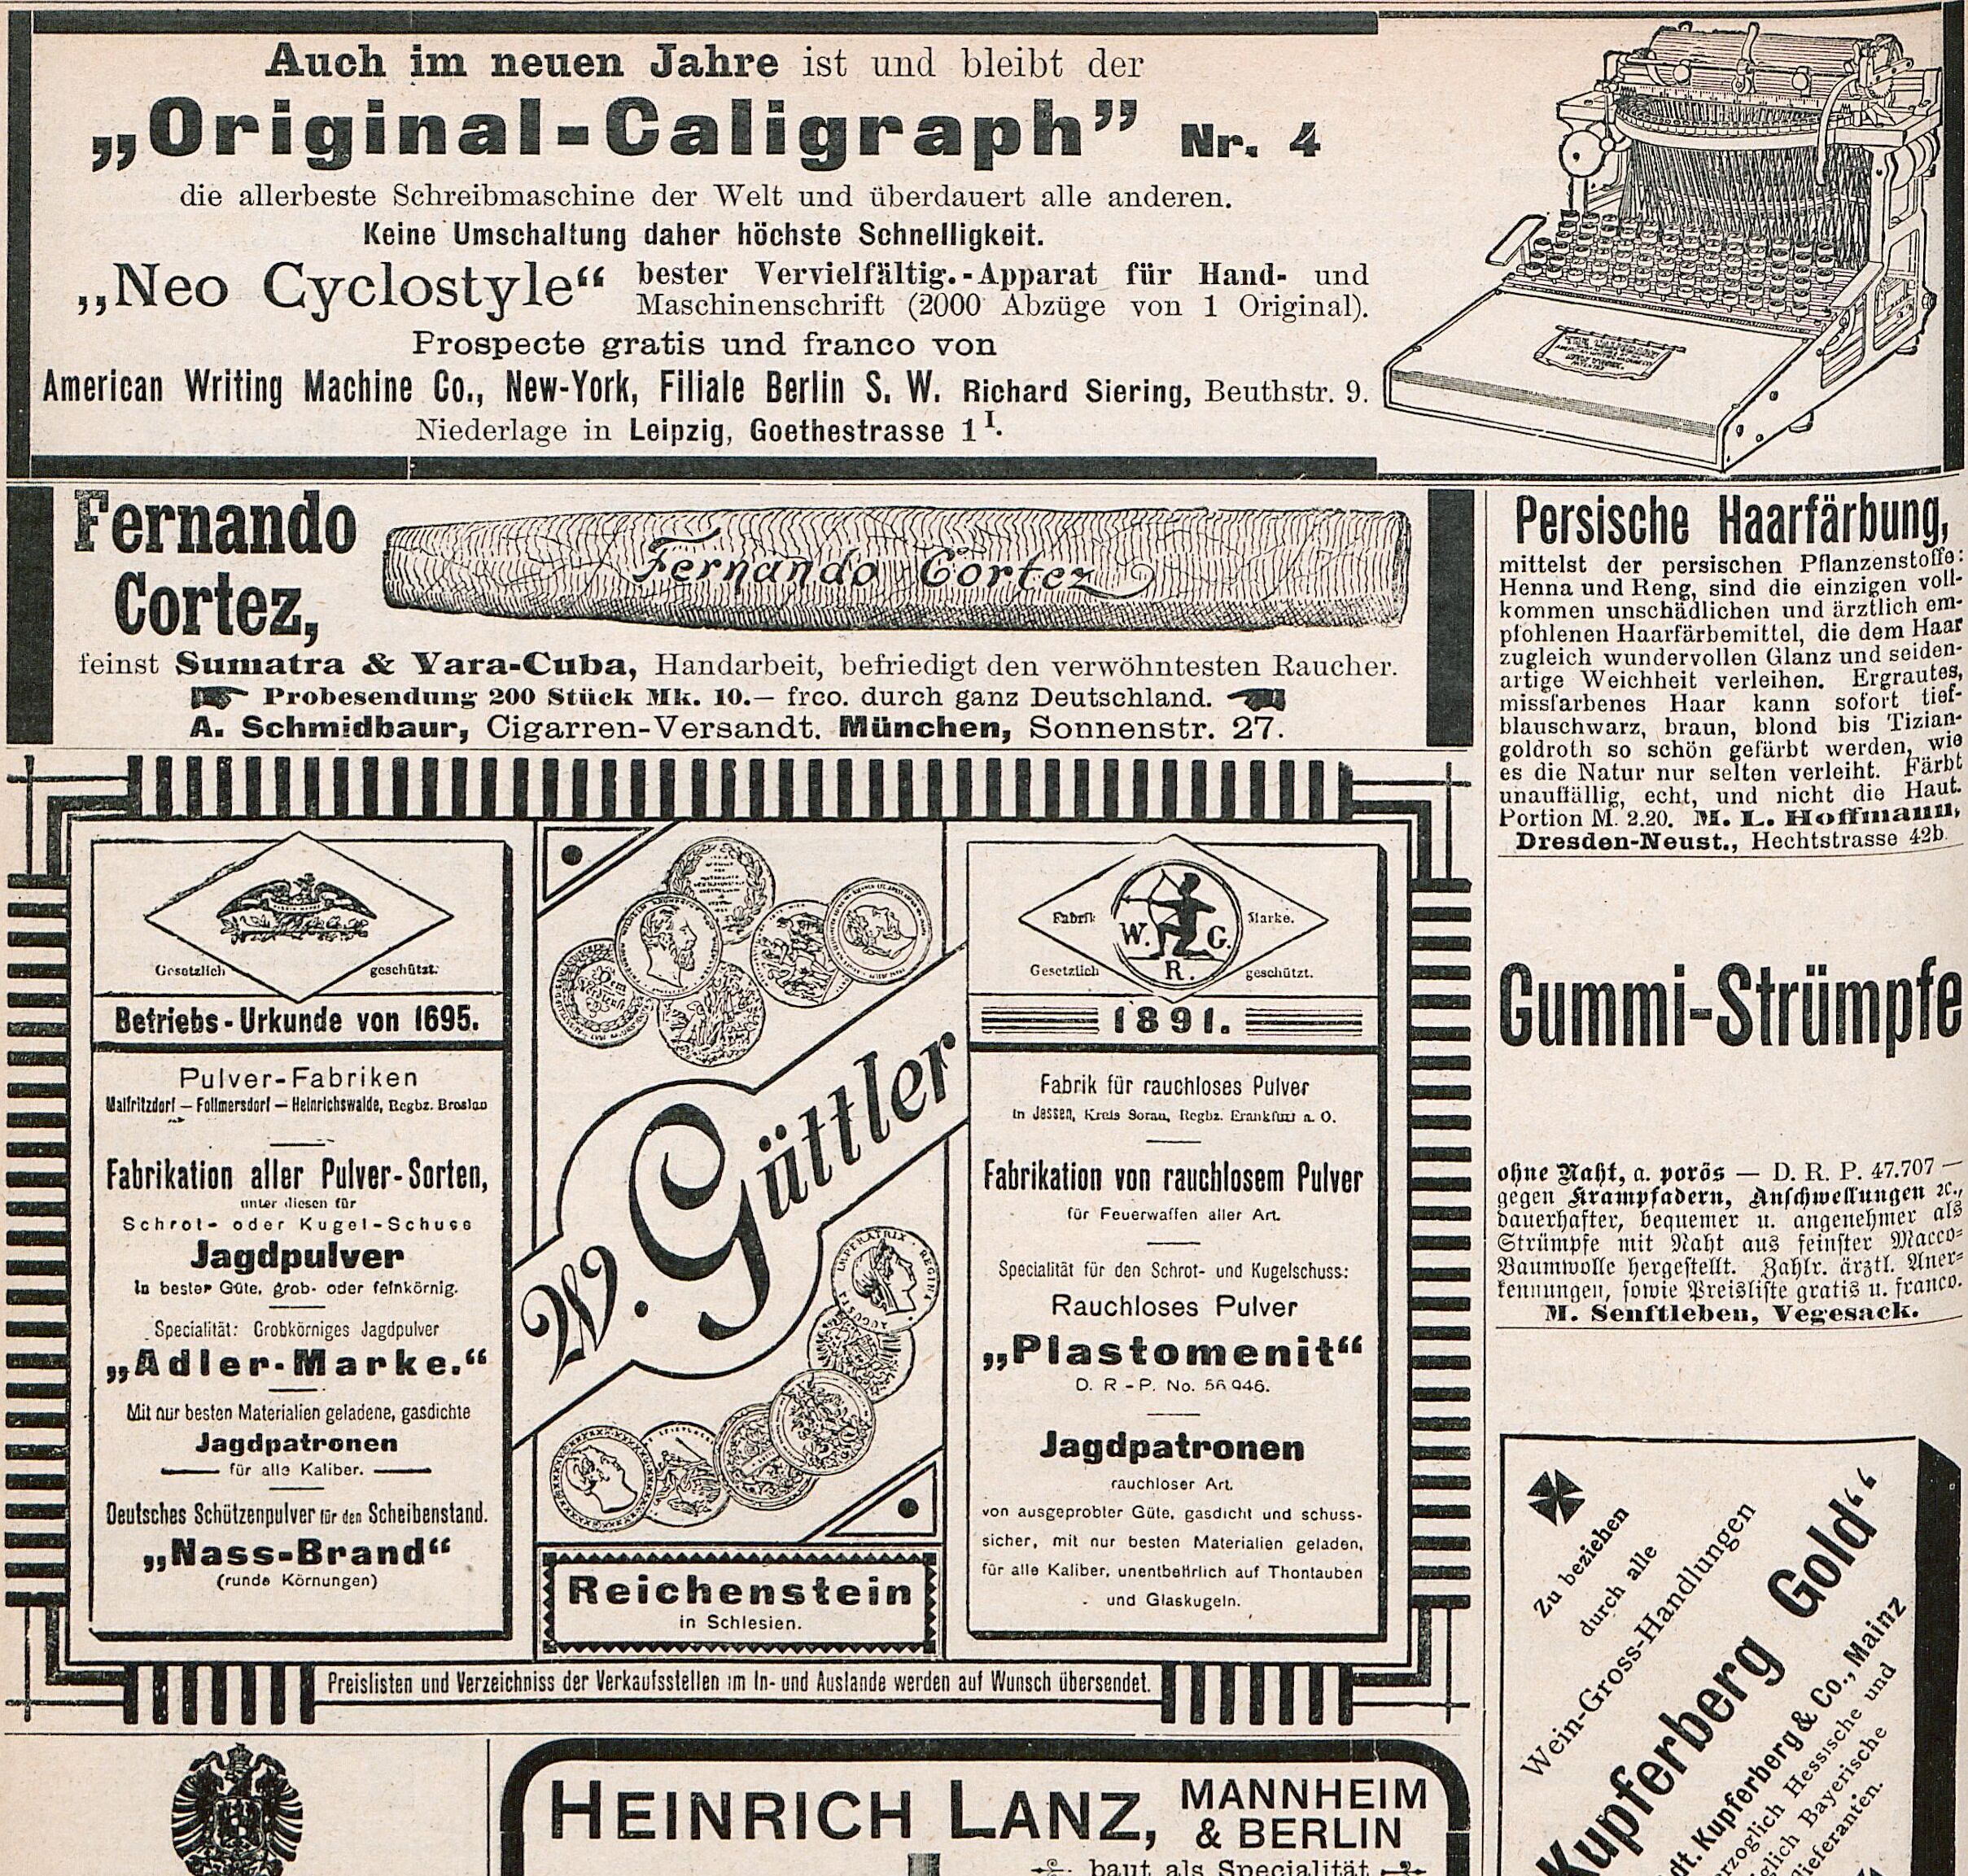 Auch im neuen Jahre ist und bleibt der
„Original-Caligraph” Nr. 4
die allerbeste Schreibmaschine der Welt und überdauert alle anderen.
Keine Umschaltung daher höchste Schnelligkeit.
„Neo Cyclostyle“ bester Vervielfältig.-Apparat für Hand- und
Maschinenschrift (2000 Abzüge von 1 Original).
Prospecte gratis und franco von
American Writing Machine Co., New-York, Filiale Berlin S. W. Richard Siering, Beuthstr. 9.
Niederlage in Leipzig, Goethestrasse 1 I.
Fernando
Cortez,
Fernando Cortez
feinst Sumatra & Yara-Cuba, Handarbeit, befriedigt den verwöhntesten Raucher.
Probesendung 200 Stück Mk. 10.— frco. durch ganz Deutschland.
A. Schmidbaur, Cigarren-Versandt. München, Sonnenstr. 27.
Persische Haarfärbung,
mittelst der persischen Pflanzenstoffe:
Henna und Reng, sind die einzigen voll-
kommen unschädlichen und ärztlich em-
pfohlenen Haarfärbemittel, die dem Haar
zugleich wundervollen Glanz und seiden-
artige Weichheit verleihen. Ergrautes,
missfarbenes Haar kann sofort tief-
blauschwarz, braun, blond bis Tizian-
goldroth so schön gefärbt werden, wie
es die Natur nur selten verleiht. Färbt
unauffällig, echt, und nicht die Haut.
Portion M. 2.20. M. L. Hoffmann,
Dresden-Neust., Hechtstrasse 42b.
Gesetzlich geschützt.
Betriebs-Urkunde von 1695.
Pulver-Fabriken
Maifritzdorf — Follmersdorf — Heinrichswalde, Regbz. Breslau
Fabrikation aller Pulver-Sorten,
unter diesen für
Schrot- oder Kugel-Schuss
Jagdpulver
in bester Güte, grob- oder feinkörnig.
Specialität: Grobkörniges Jagdpulver
„Adler-Marke.“
Mit nur besten Materialien geladene, gasdichte
Jagdpatronen
für alle Kaliber.
Deutsches Schützenpulver für den Scheibenstand.
„Nass-Brand“
(runde Körnungen)
Dem
Verdienst
W. Güttler
IMPERATRIX · REGINA
AUGUSTA
Reichenstein
in Schlesien.
Fabrik Marke.
W. G.
R.
Gesetzlich geschützt.
1891.
Fabrik für rauchloses Pulver
in Jessen, Kreis Sorau, Regbz. Frankfurt a. O.
Fabrikation von rauchlosem Pulver
für Feuerwaffen aller Art.
Specialität für den Schrot- und Kugelschuss:
Rauchloses Pulver
„Plastomenit“
D. R.-P. No. 56 946.
Jagdpatronen
rauchloser Art.
von ausgeprobter Güte, gasdicht und schuss-
sicher, mit nur besten Materialien geladen,
für alle Kaliber, unentbehrlich auf Thontauben
und Glaskugeln.
Preislisten und Verzeichniss der Verkaufsstellen im In- und Auslande werden auf Wunsch übersendet.
Gummi-Strümpfe
ohne Naht, a. porös — D. R. P. 47.707 —
gegen Krampfadern, Anschwellungen ꝛc.,
dauerhafter, bequemer u. angenehmer als
Strümpfe mit Naht aus feinster Macco-
Baumwolle hergestellt. Zahlr. ärztl. Aner-
kennungen, sowie Preisliste gratis u. franco.
M. Senftleben, Vegesack.
Zu beziehen
durch alle
Wein-Gross-Handlungen
Kupferberg Gold“
Kupferberg & Co., Mainz
Hessische und
Bayerische
HEINRICH LANZ, MANNHEIM
& BERLIN
baut als Specialität